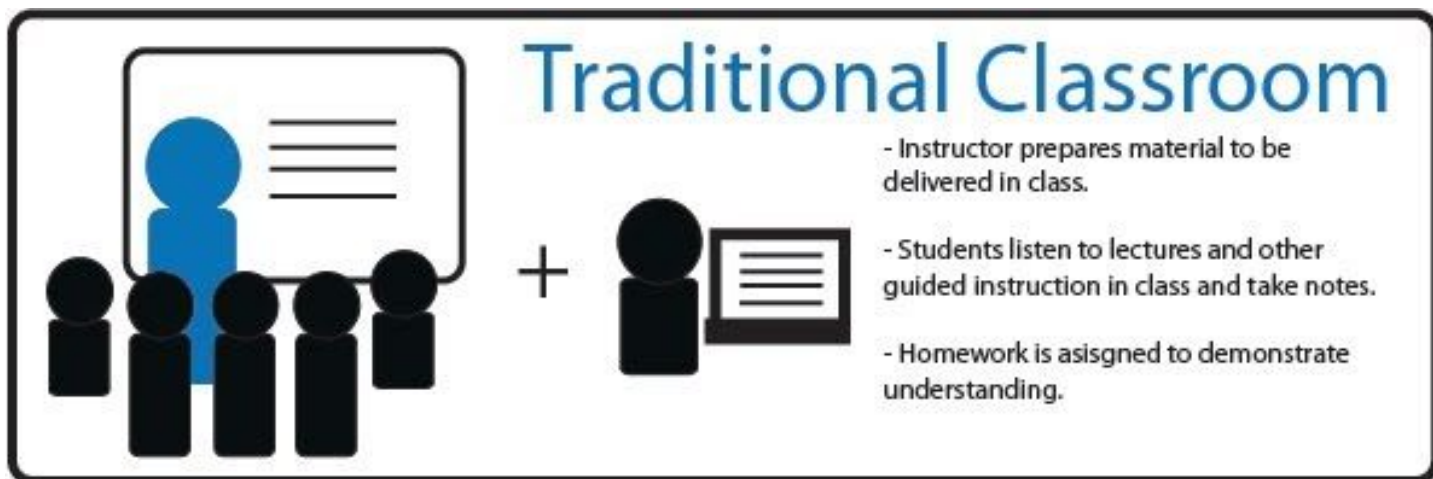 Traditional Classroom
- Instructor prepares material to be
delivered in class.
- Students listen to lectures and other
guided instruction in class and take notes.
- Homework is asisgned to demonstrate
understanding.